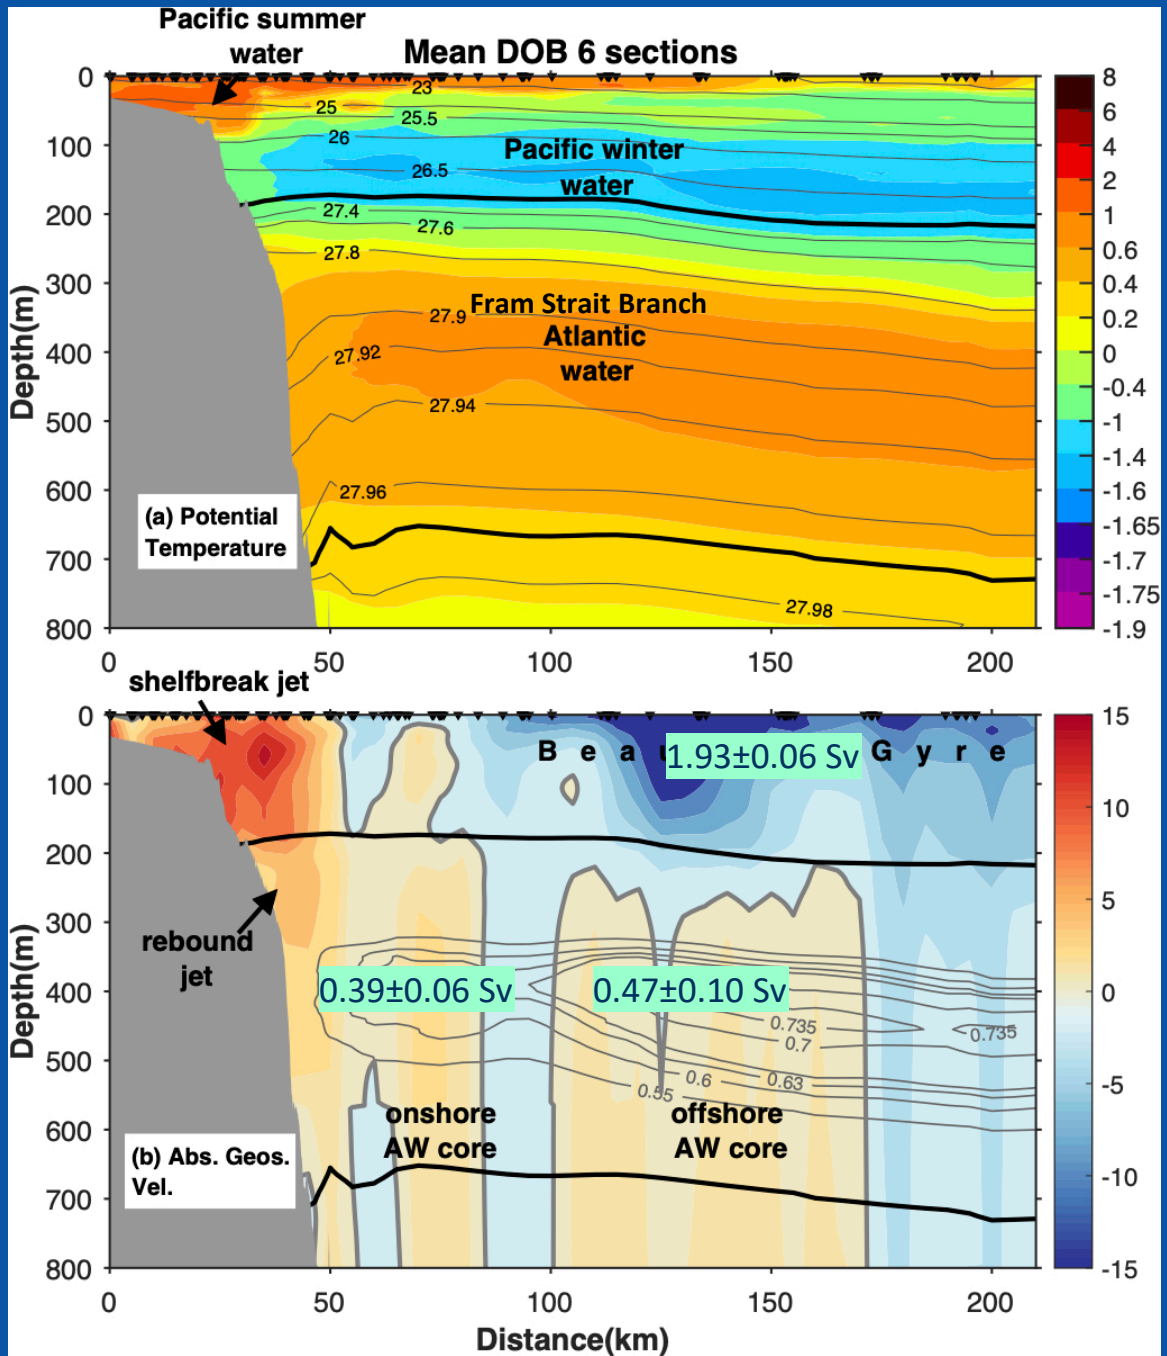 Pacific summer
water
Mean DOB 6 sections
0
100
200
300
400
500
600
700
800
Depth(m)
23
25
25.5
26
26.5
27.4
27.6
27.8
27.9
27.92
27.94
27.96
27.98
Pacific winter
water
Fram Strait Branch
Atlantic
water
(a) Potential
Temperature
8
6
4
2
1
0.6
0.4
0.2
0
-0.4
-1
-1.4
-1.6
-1.65
-1.7
-1.75
-1.9
0 50 100 150 200
shelfbreak jet
0
100
200
300
400
500
600
700
800
Depth(m)
B e a G y r e
1.93±0.06 Sv
rebound
jet
0.39±0.06 Sv
0.47±0.10 Sv
0.735
0.7
0.735
0.6
0.63
0.55
onshore
AW core
offshore
AW core
(b) Abs. Geos.
Vel.
15
10
5
0
-5
-10
-15
0 50 100 150 200
Distance(km)